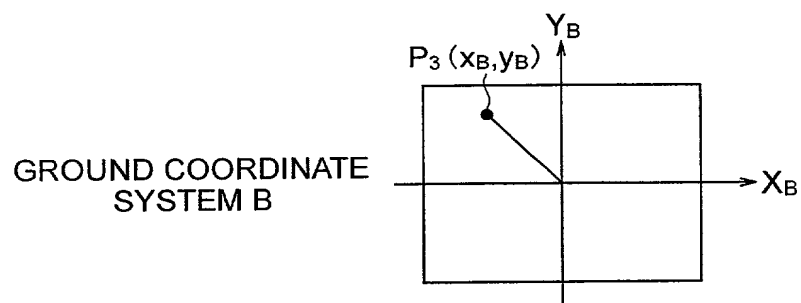 Y_B
P_3 (x_B,y_B)
GROUND COORDINATE
SYSTEM B
X_B